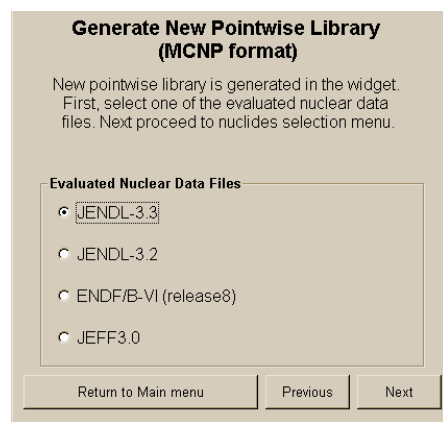 Generate New Pointwise Library
(MCNP format)
New pointwise library is generated in the widget.
First, select one of the evaluated nuclear data
files. Next proceed to nuclides selection menu.
Evaluated Nuclear Data Files
JENDL-3.3
JENDL-3.2
ENDF/B-VI (release8)
JEFF3.0
Return to Main menu Previous Next